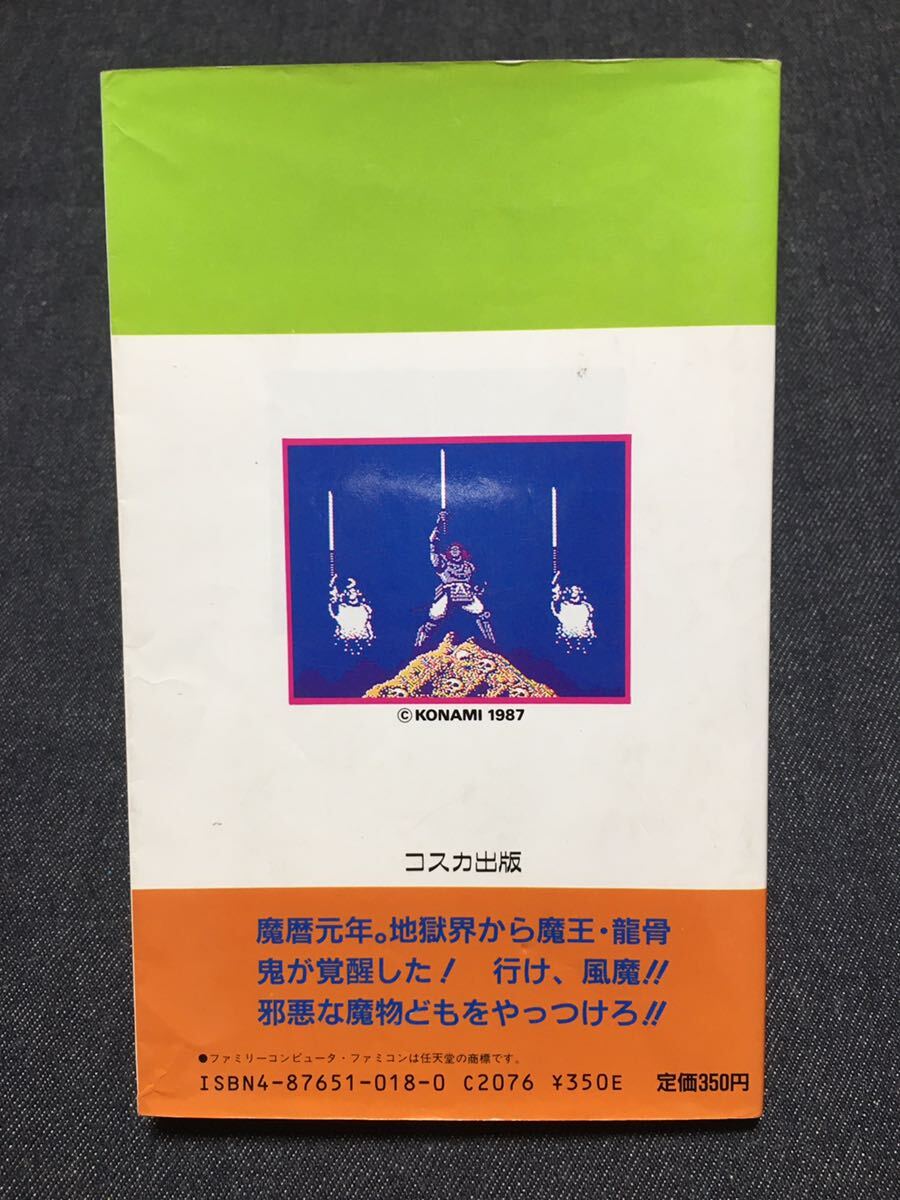 ©KONAMI 1987
コスカ出版
魔暦元年。地獄界から魔王・龍骨
鬼が覚醒した! 行け、風魔!!
邪悪な魔物どもをやっつけろ!!
●ファミリーコンピュータ・ファミコンは任天堂の商標です。
ISBN4-87651-018-0 C2076 ¥350E 定価350円